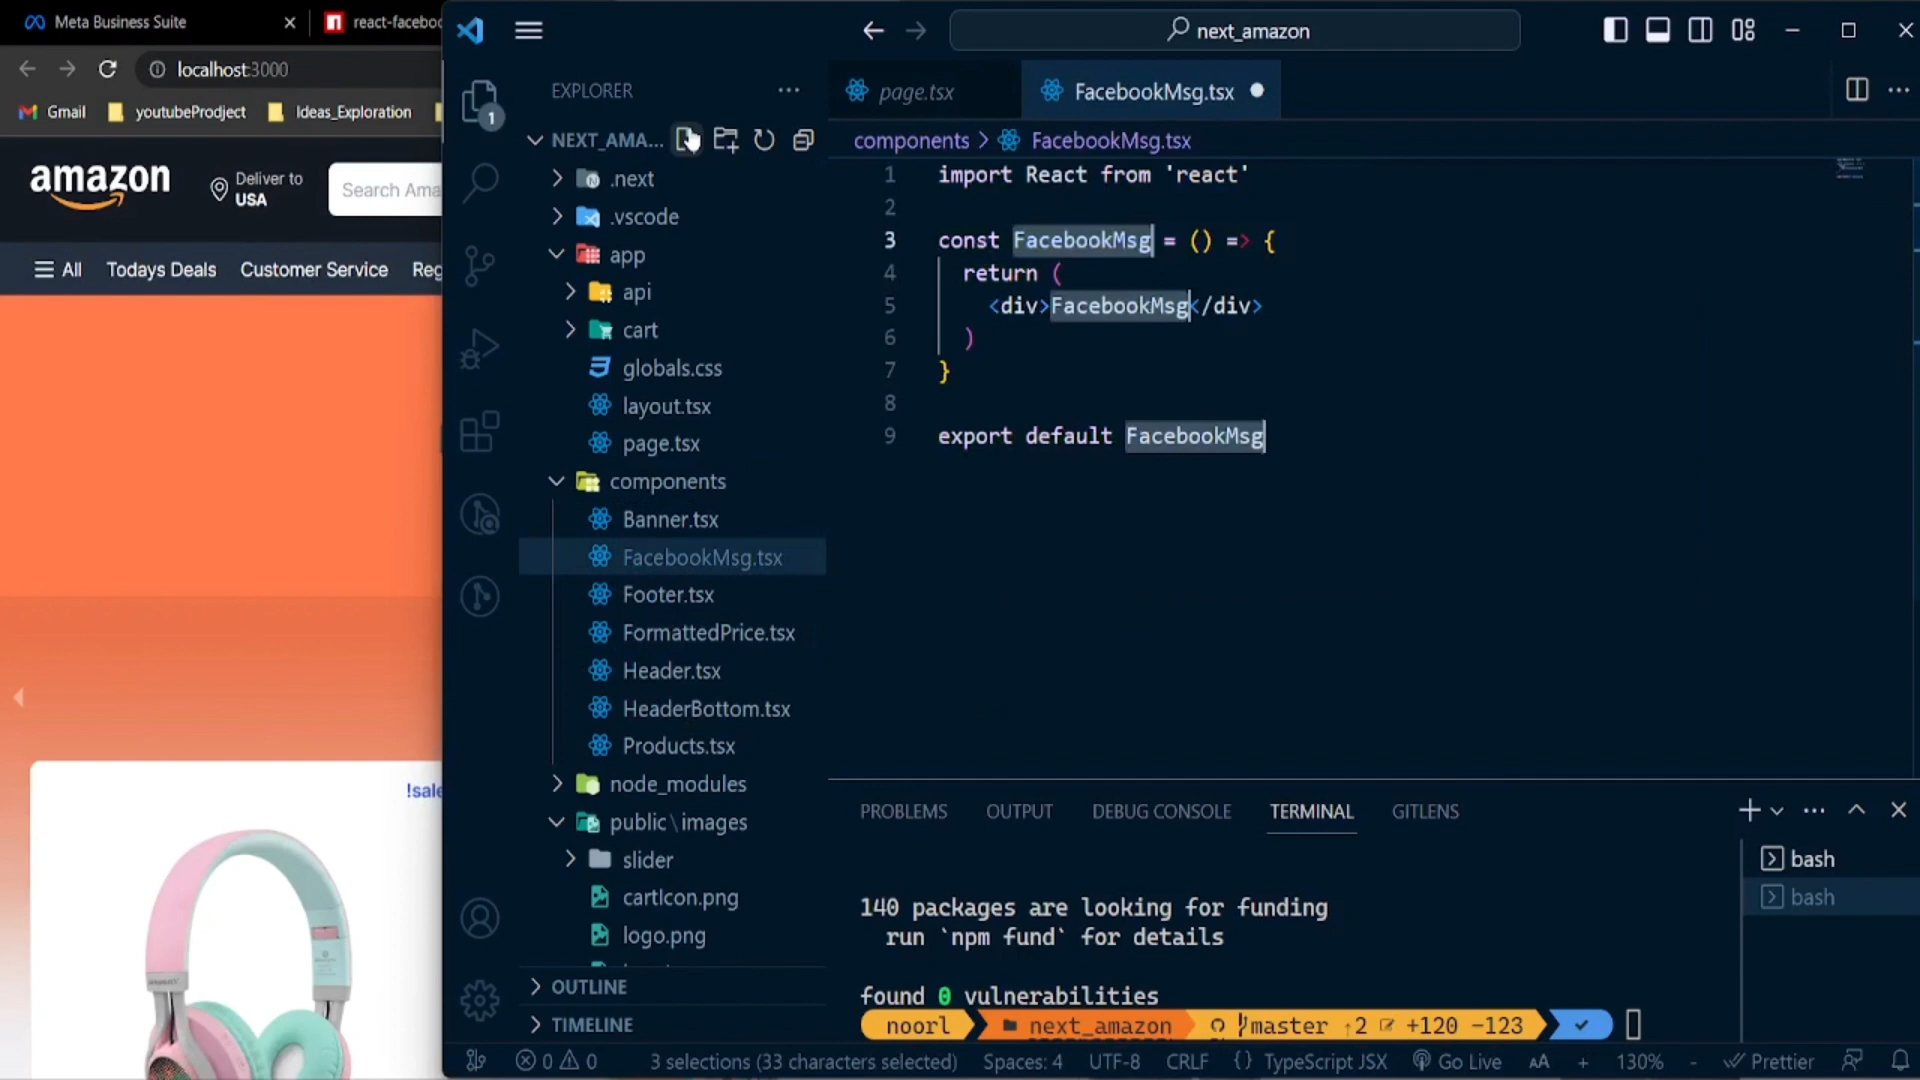 Meta Business Suite
react-facebo
localhost:3000
Gmail
youtubeProdject
Ideas_Exploration
amazon
Deliver to
USA
Search Ama
All
Todays Deals
Customer Service
Reg
!sale
next_amazon
EXPLORER
1
NEXT_AMA...
.next
.vscode
app
api
cart
globals.css
layout.tsx
page.tsx
components
Banner.tsx
FacebookMsg.tsx
Footer.tsx
FormattedPrice.tsx
Header.tsx
HeaderBottom.tsx
Products.tsx
node_modules
public\images
slider
cartIcon.png
logo.png
OUTLINE
TIMELINE
page.tsx
FacebookMsg.tsx
components > FacebookMsg.tsx
1 import React from 'react'
2
3 const FacebookMsg = () => {
4 return (
5 <div>FacebookMsg</div>
6 )
7 }
8
9 export default FacebookMsg
PROBLEMS
OUTPUT
DEBUG CONSOLE
TERMINAL
GITLENS
140 packages are looking for funding
run `npm fund` for details
found 0 vulnerabilities
noorl next_amazon master ↑2 +120 -123
bash
bash
0 0
3 selections (33 characters selected)
Spaces: 4
UTF-8
CRLF
{} TypeScript JSX
Go Live
AA
+
130%
-
Prettier